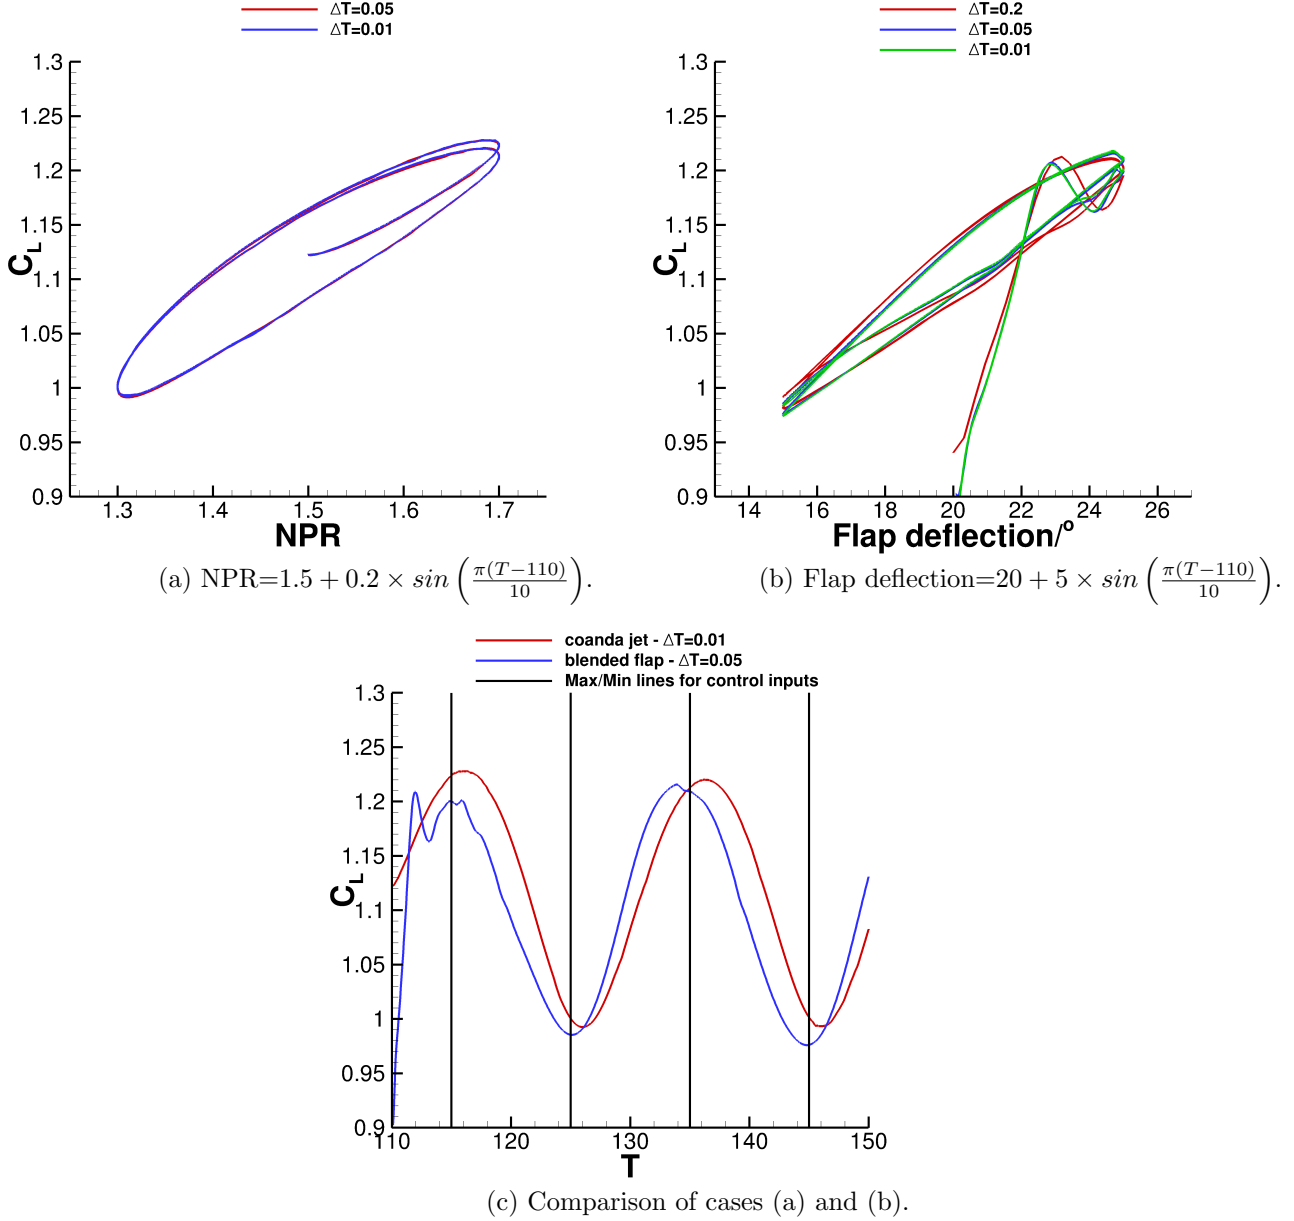 ΔT=0.05
ΔT=0.01
1.3
1.25
1.2
1.15
1.1
1.05
1
0.95
0.9
C_L
1.3 1.4 1.5 1.6 1.7
NPR
(a) NPR=1.5 + 0.2 × sin(π(T−110)/10).
ΔT=0.2
ΔT=0.05
ΔT=0.01
1.3
1.25
1.2
1.15
1.1
1.05
1
0.95
0.9
C_L
14 16 18 20 22 24 26
Flap deflection/°
(b) Flap deflection=20 + 5 × sin(π(T−110)/10).
coanda jet - ΔT=0.01
blended flap - ΔT=0.05
Max/Min lines for control inputs
1.3
1.25
1.2
1.15
1.1
1.05
1
0.95
0.9
C_L
110 120 130 140 150
T
(c) Comparison of cases (a) and (b).